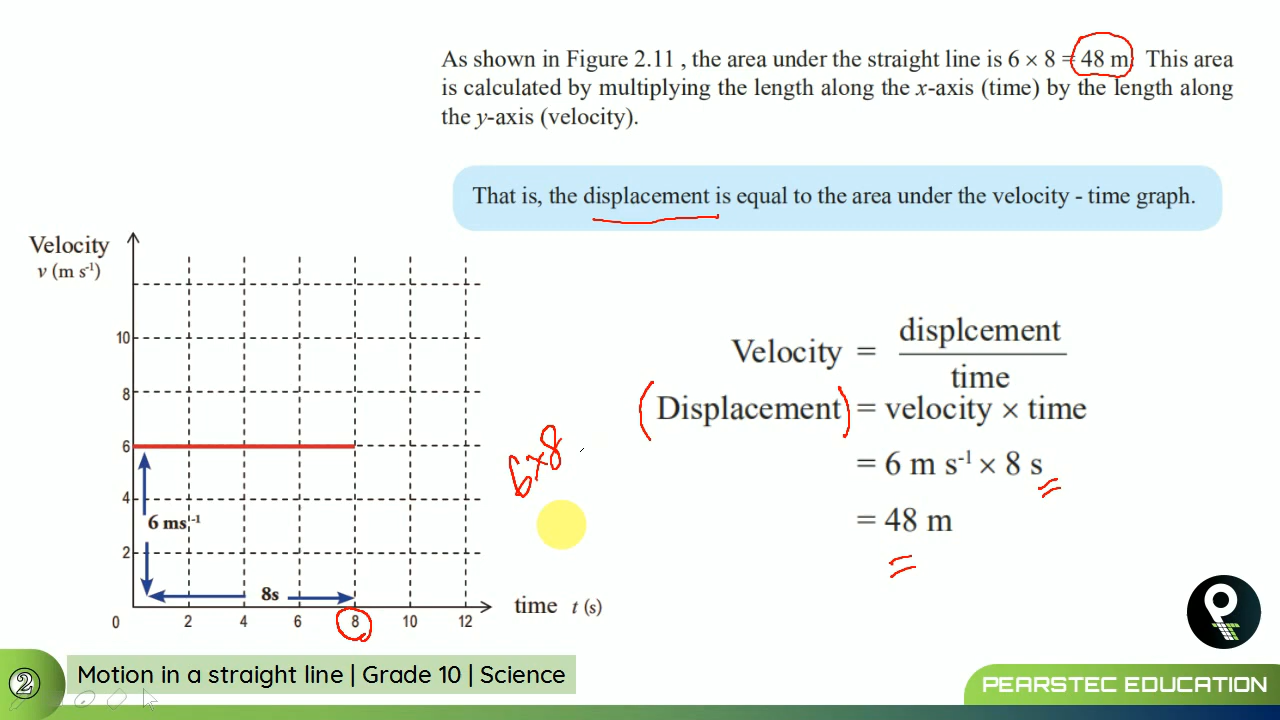 As shown in Figure 2.11 , the area under the straight line is 6 × 8 = 48 m. This area
is calculated by multiplying the length along the x-axis (time) by the length along
the y-axis (velocity).
That is, the displacement is equal to the area under the velocity - time graph.
Velocity
v (m s⁻¹)
10
8
6
4
2
0
6 ms⁻¹
8s
2
4
6
8
10
12
time t (s)
6×8
Velocity = displcement
time
(Displacement) = velocity × time
= 6 m s⁻¹ × 8 s
= 48 m
2
Motion in a straight line | Grade 10 | Science
PEARSTEC EDUCATION